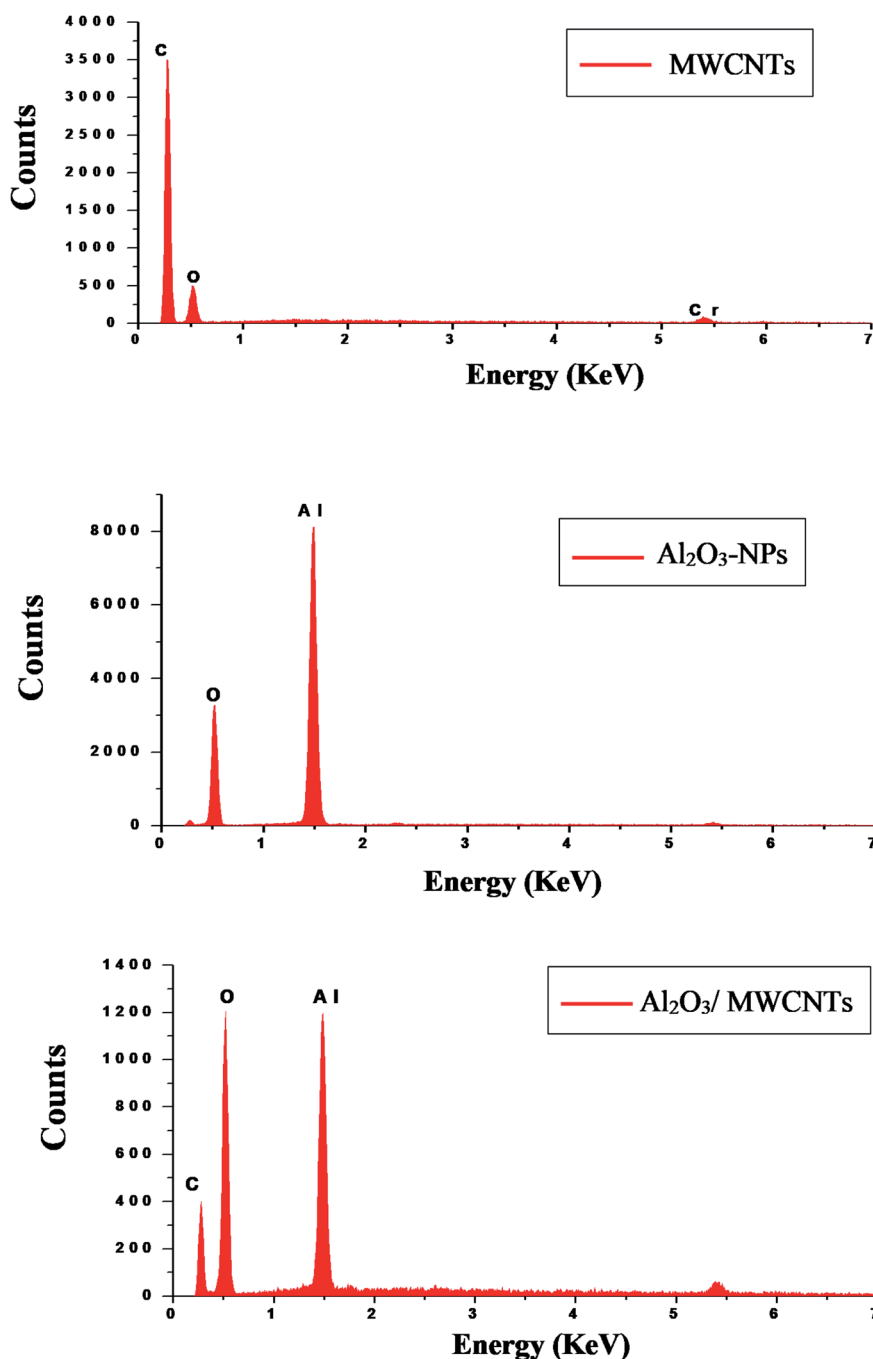 4000
C
MWCNTs
3500
3000
2500
2000
1500
1000
500
0
Counts
O
C r
0 1 2 3 4 5 6 7
Energy (KeV)
Al
8000
6000
4000
2000
0
Al₂O₃-NPs
Counts
O
0 1 2 3 4 5 6 7
Energy (KeV)
1400
1200
1000
800
600
400
200
0
O
Al
Al₂O₃/ MWCNTs
Counts
C
0 1 2 3 4 5 6 7
Energy (KeV)